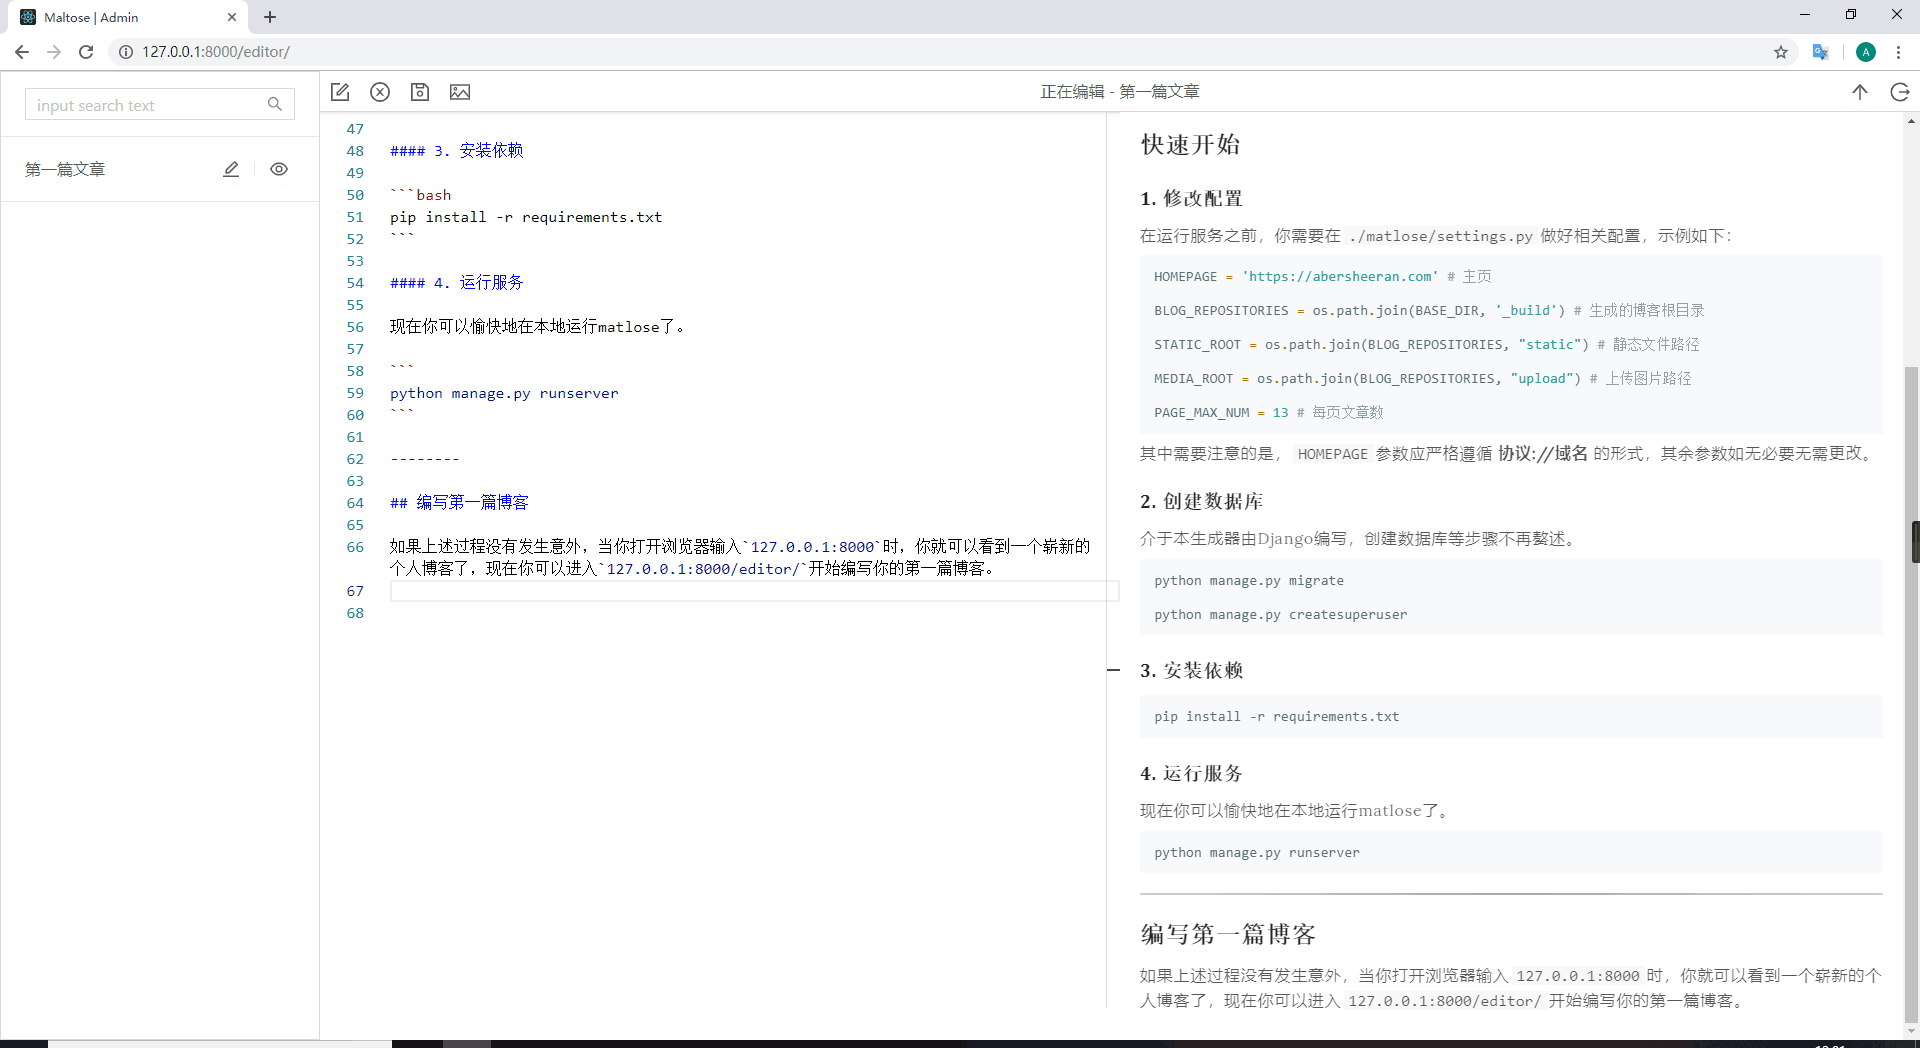 Maltose | Admin
127.0.0.1:8000/editor/
A
input search text
正在编辑 - 第一篇文章
第一篇文章
47
48 #### 3. 安装依赖
49
50 ```bash
51 pip install -r requirements.txt
52 ```
53
54 #### 4. 运行服务
55
56 现在你可以愉快地在本地运行matlose了。
57
58 ```
59 python manage.py runserver
60 ```
61
62 --------
63
64 ## 编写第一篇博客
65
66 如果上述过程没有发生意外，当你打开浏览器输入`127.0.0.1:8000`时，你就可以看到一个崭新的
个人博客了，现在你可以进入`127.0.0.1:8000/editor/`开始编写你的第一篇博客。
67
68
快速开始
1. 修改配置
在运行服务之前，你需要在 ./matlose/settings.py 做好相关配置，示例如下：
HOMEPAGE = 'https://abersheeran.com' # 主页
BLOG_REPOSITORIES = os.path.join(BASE_DIR, '_build') # 生成的博客根目录
STATIC_ROOT = os.path.join(BLOG_REPOSITORIES, "static") # 静态文件路径
MEDIA_ROOT = os.path.join(BLOG_REPOSITORIES, "upload") # 上传图片路径
PAGE_MAX_NUM = 13 # 每页文章数
其中需要注意的是， HOMEPAGE 参数应严格遵循 协议://域名 的形式，其余参数如无必要无需更改。
2. 创建数据库
介于本生成器由Django编写，创建数据库等步骤不再赘述。
python manage.py migrate
python manage.py createsuperuser
3. 安装依赖
pip install -r requirements.txt
4. 运行服务
现在你可以愉快地在本地运行matlose了。
python manage.py runserver
编写第一篇博客
如果上述过程没有发生意外，当你打开浏览器输入 127.0.0.1:8000 时，你就可以看到一个崭新的个
人博客了，现在你可以进入 127.0.0.1:8000/editor/ 开始编写你的第一篇博客。